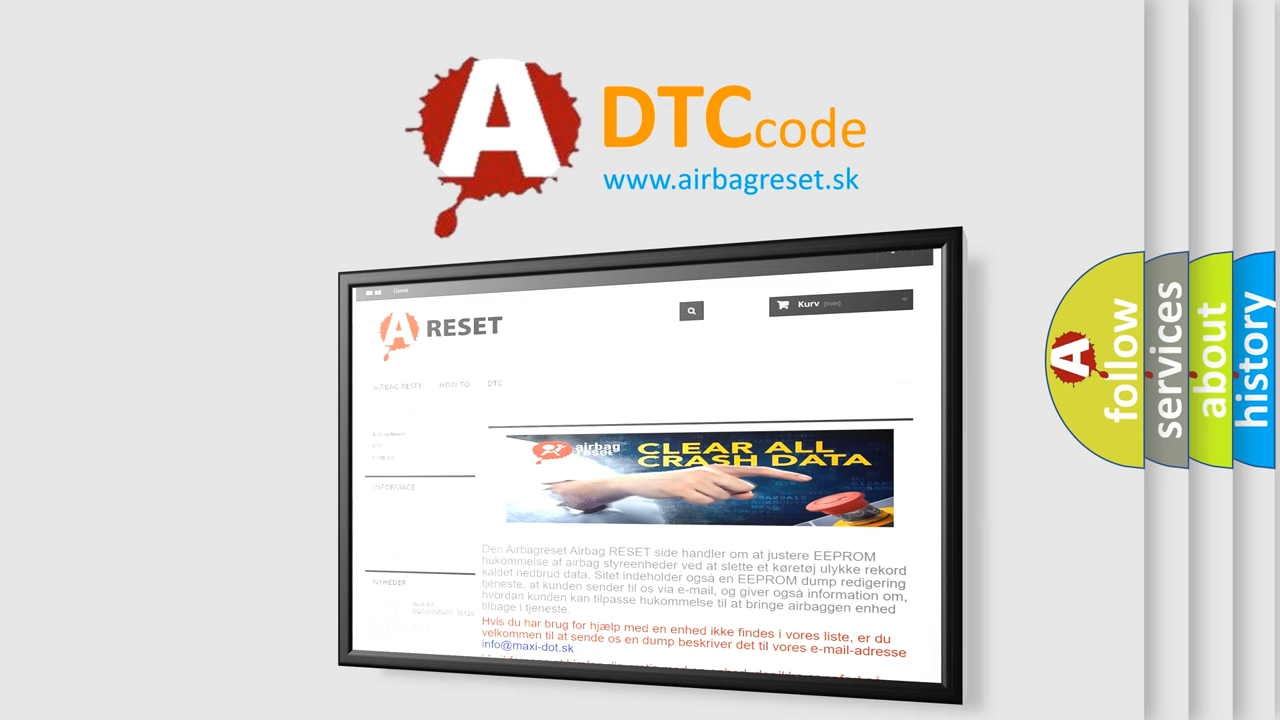 A DTCcode
www.airbagreset.sk
Dansk
A RESET
Kurv (tom)
AIRBAG RESET HOW TO DTC
INFORMACE
NYHEDER
airbag
reset
CLEAR ALL
CRASH DATA
Den Airbagreset Airbag RESET side handler om at justere EEPROM
hukommelse af airbag styreenheder ved at slette et køretøj ulykke rekord
kaldet nedbrud data. Sitet indeholder også en EEPROM dump redigering
tjeneste, at kunden sender til os via e-mail, og giver også information om,
hvordan kunden kan tilpasse hukommelse til at bringe airbaggen enhed
tilbage i tjeneste.
Hvis du har brug for hjælp med en enhed ikke findes i vores liste, er du
velkommen til at sende os en dump beskriver det til vores e-mail-adresse
info@maxi-dot.sk
A
follow
services
about
history